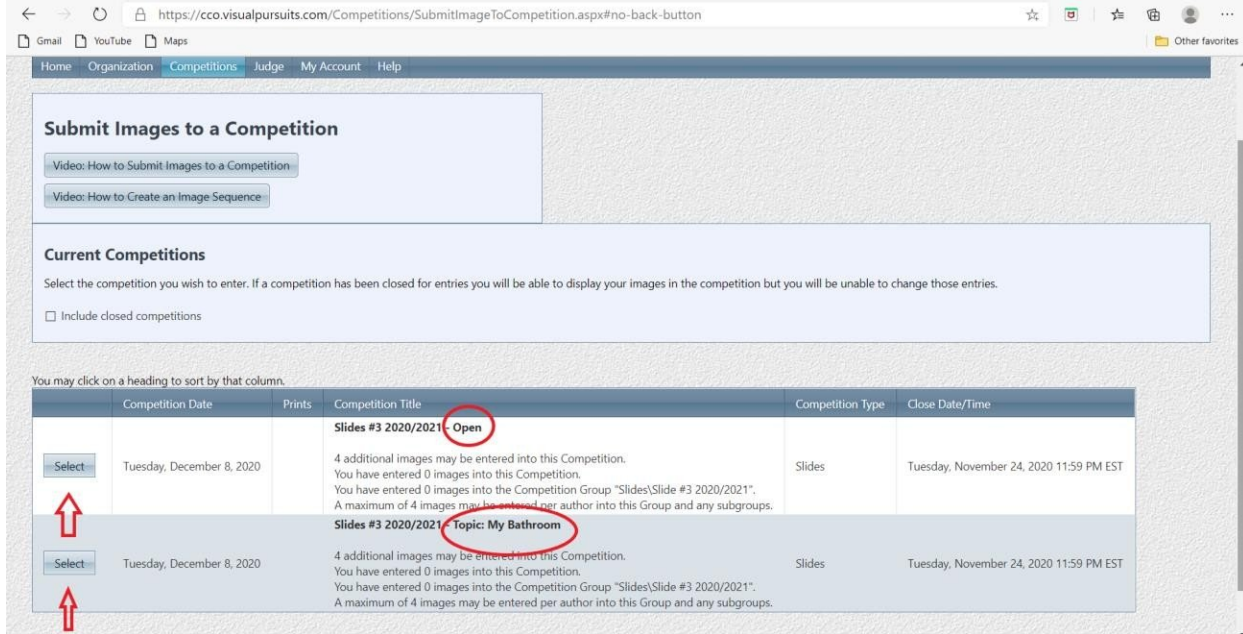 https://cco.visualpursuits.com/Competitions/SubmitImageToCompetition.aspx#no-back-button
Gmail YouTube Maps Other favorites
Home Organization Competitions Judge My Account Help
Submit Images to a Competition
Video: How to Submit Images to a Competition
Video: How to Create an Image Sequence
Current Competitions
Select the competition you wish to enter. If a competition has been closed for entries you will be able to display your images in the competition but you will be unable to change those entries.
Include closed competitions
You may click on a heading to sort by that column.
Competition Date Prints Competition Title Competition Type Close Date/Time
Slides #3 2020/2021 - Open
4 additional images may be entered into this Competition.
Select Tuesday, December 8, 2020 You have entered 0 images into this Competition. Slides Tuesday, November 24, 2020 11:59 PM EST
You have entered 0 images into the Competition Group "Slides\Slide #3 2020/2021".
A maximum of 4 images may be entered per author into this Group and any subgroups.
Slides #3 2020/2021 - Topic: My Bathroom
4 additional images may be entered into this Competition.
Select Tuesday, December 8, 2020 You have entered 0 images into this Competition. Slides Tuesday, November 24, 2020 11:59 PM EST
You have entered 0 images into the Competition Group "Slides\Slide #3 2020/2021".
A maximum of 4 images may be entered per author into this Group and any subgroups.